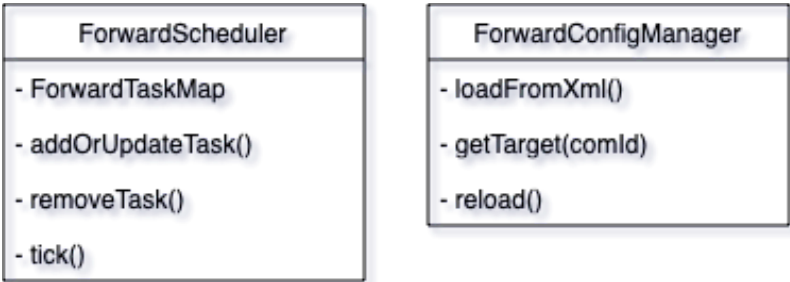 ForwardScheduler
- ForwardTaskMap
- addOrUpdateTask()
- removeTask()
- tick()
ForwardConfigManager
- loadFromXml()
- getTarget(comId)
- reload()